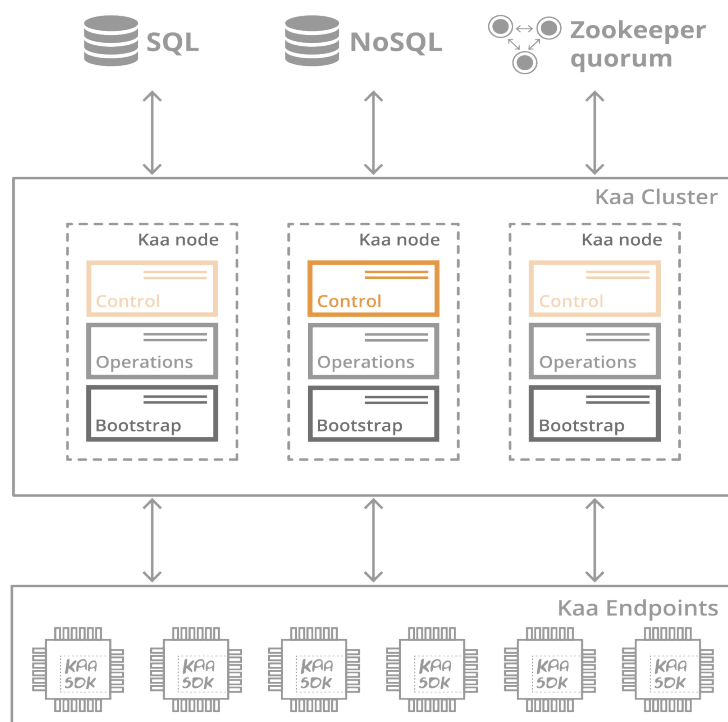 SQL
NoSQL
Zookeeper
quorum
Kaa Cluster
Kaa node
Control
Operations
Bootstrap
Kaa node
Control
Operations
Bootstrap
Kaa node
Control
Operations
Bootstrap
Kaa Endpoints
KAA
SDK
KAA
SDK
KAA
SDK
KAA
SDK
KAA
SDK
KAA
SDK